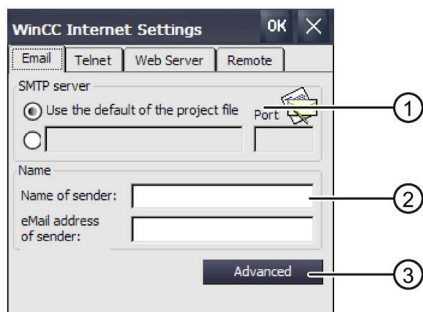 WinCC Internet Settings OK
Email Telnet Web Server Remote
SMTP server
Use the default of the project file Port
1
Name
Name of sender:
2
eMail address
of sender:
Advanced
3